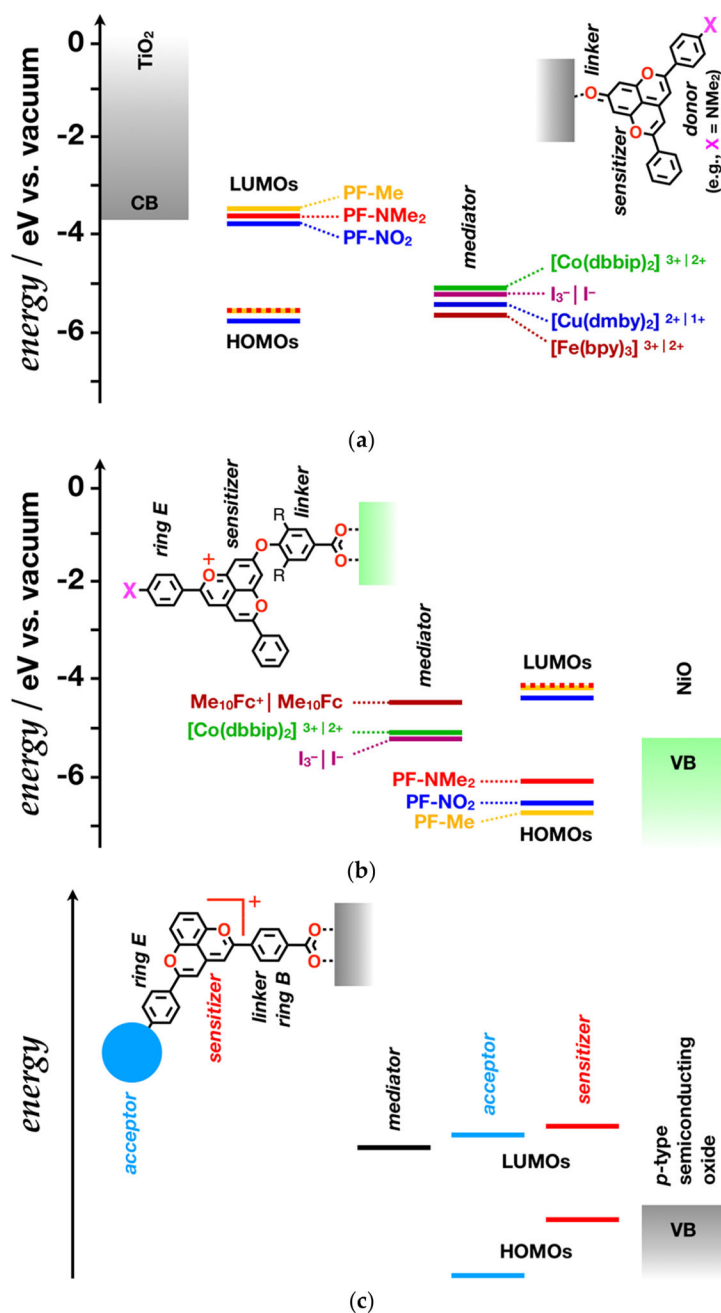 0
-2
-4
-6
energy / eV vs. vacuum
TiO₂
CB
LUMOs
PF-Me
PF-NMe₂
PF-NO₂
HOMOs
mediator
[Co(dbbip)₂] ³⁺|²⁺
I₃⁻| I⁻
[Cu(dmby)₂] ²⁺|¹⁺
[Fe(bpy)₃] ³⁺|²⁺
linker
sensitizer
donor
(e.g., X = NMe2)
X
O
O
O
(a)
0
-2
-4
-6
energy / eV vs. vacuum
ring E
sensitizer
linker
X
O
+
O
O
R
R
O
O
mediator
Me₁₀Fc⁺| Me₁₀Fc
[Co(dbbip)₂] ³⁺|²⁺
I₃⁻| I⁻
LUMOs
PF-NMe₂
PF-NO₂
PF-Me
HOMOs
NiO
VB
(b)
energy
ring E
sensitizer
linker
ring B
+
O
O
O
O
acceptor
mediator
acceptor
sensitizer
LUMOs
HOMOs
p-type
semiconducting
oxide
VB
(c)